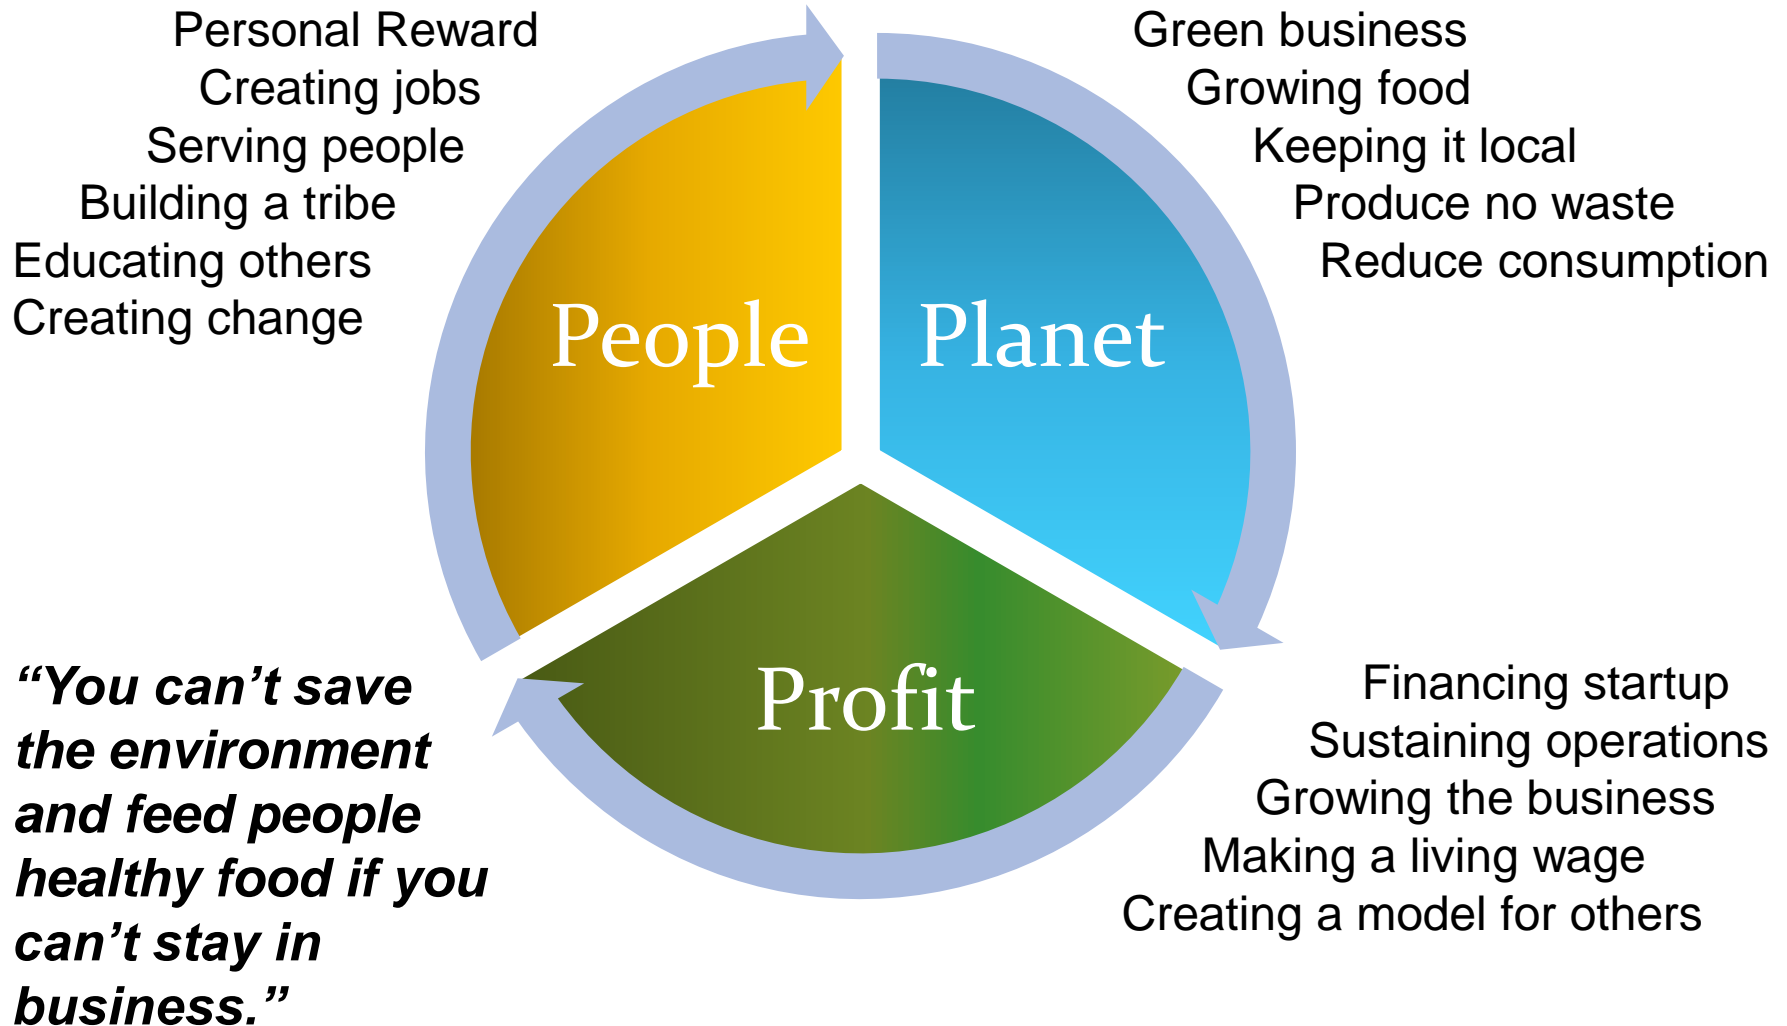 Personal Reward
Creating jobs
Serving people
Building a tribe
Educating others
Creating change
Green business
Growing food
Keeping it local
Produce no waste
Reduce consumption
People
Planet
Profit
“You can’t save
the environment
and feed people
healthy food if you
can’t stay in
business.”
Financing startup
Sustaining operations
Growing the business
Making a living wage
Creating a model for others